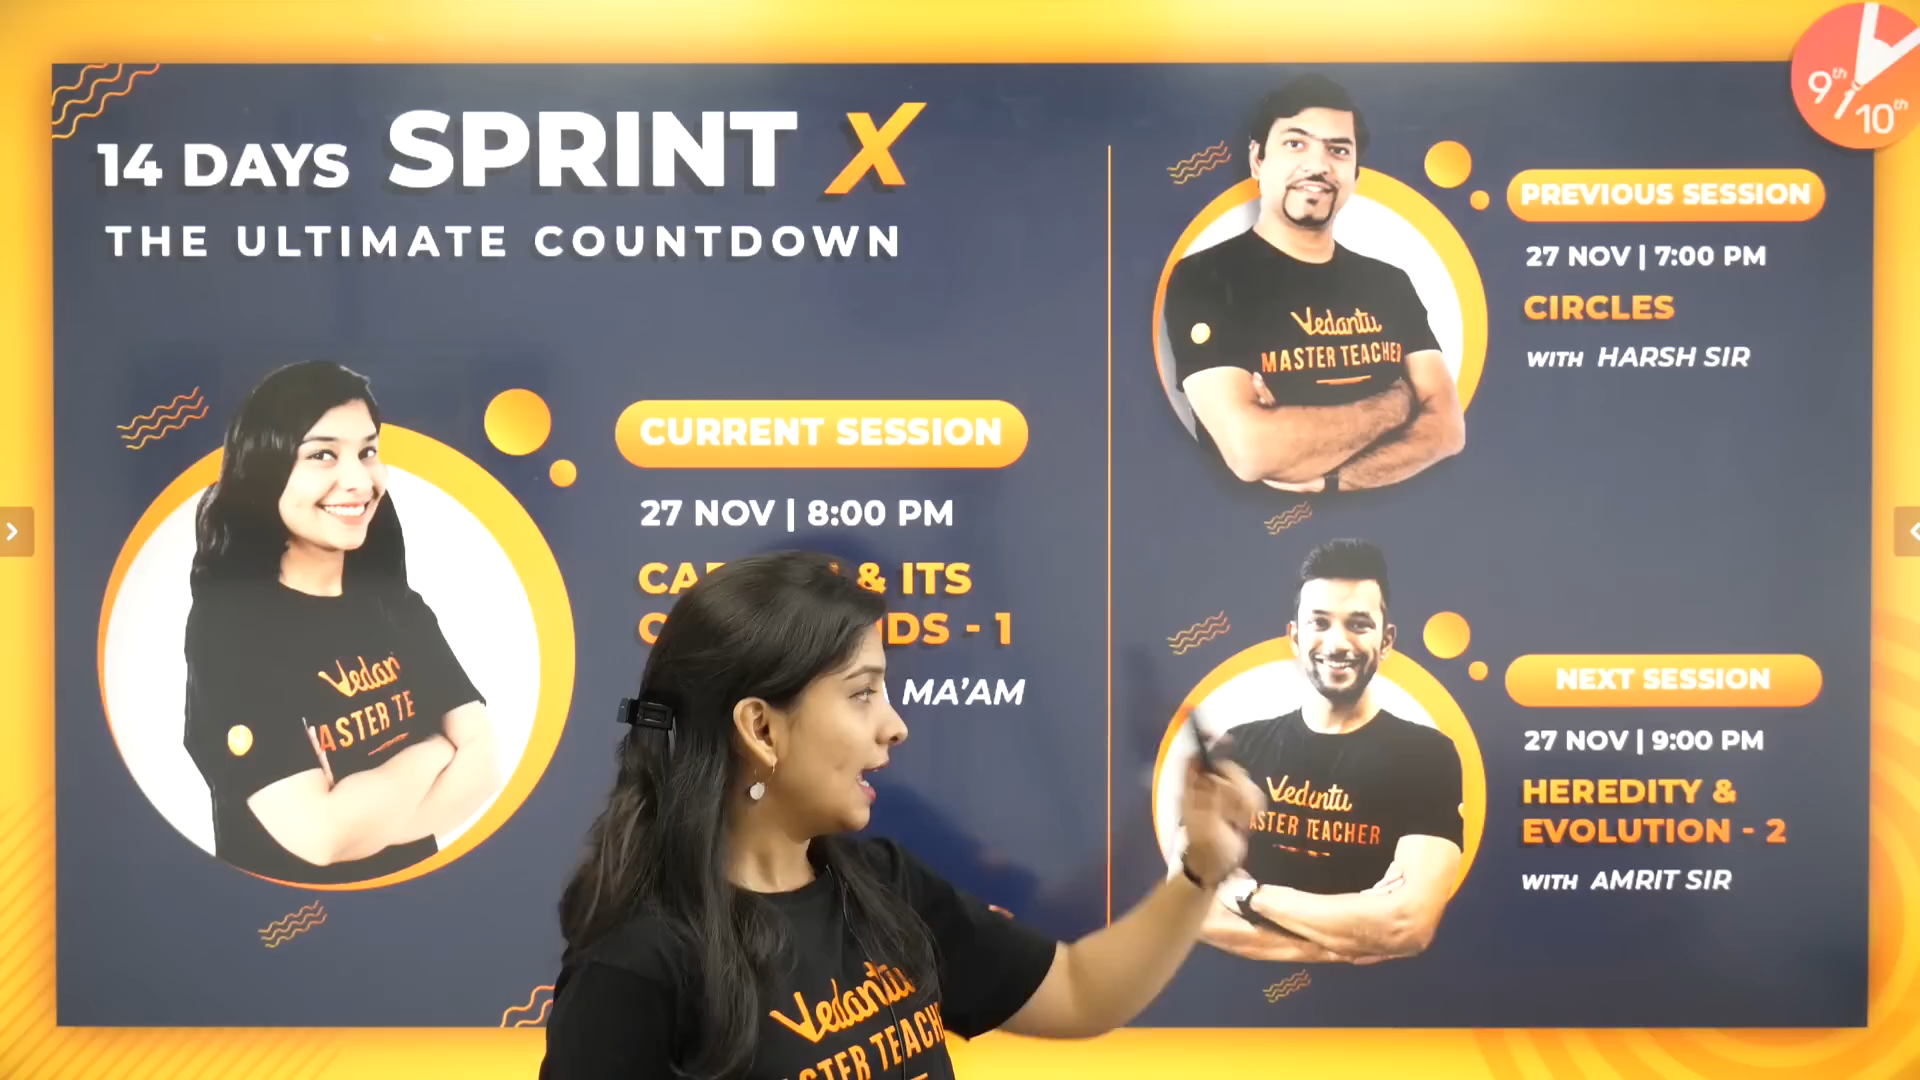 14 DAYS SPRINT X
THE ULTIMATE COUNTDOWN
CURRENT SESSION
27 NOV | 8:00 PM
& ITS
- 1
MA'AM
Vedantu
MASTER TEACHER
PREVIOUS SESSION
27 NOV | 7:00 PM
CIRCLES
WITH HARSH SIR
Vedantu
MASTER TEACHER
NEXT SESSION
27 NOV | 9:00 PM
HEREDITY &
EVOLUTION - 2
WITH AMRIT SIR
9th
10th
Vedantu